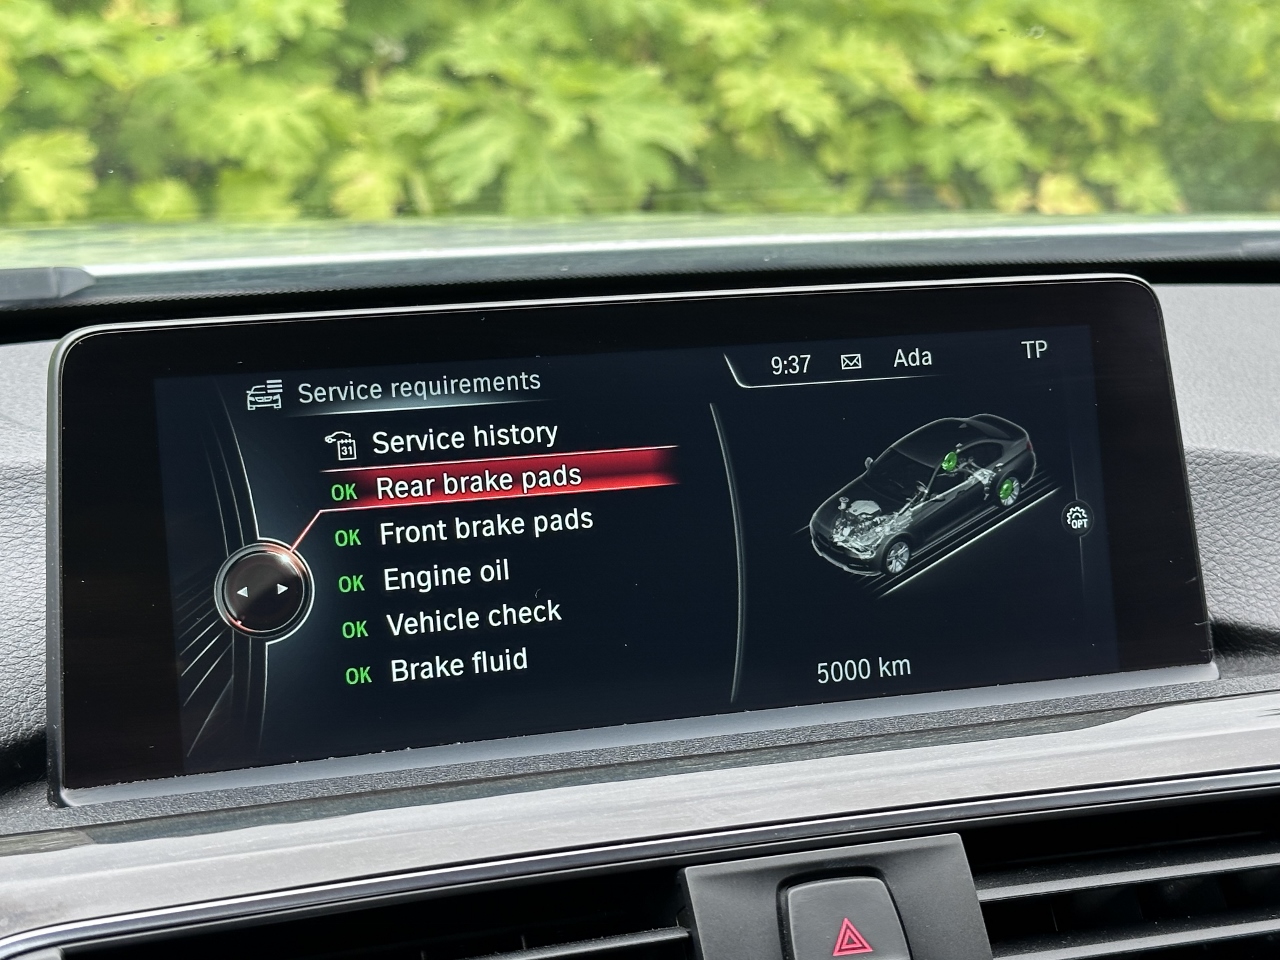 Service requirements
9:37 Ada TP
31 Service history
OK Rear brake pads
OK Front brake pads
OK Engine oil
OK Vehicle check
OK Brake fluid
OPT
5000 km